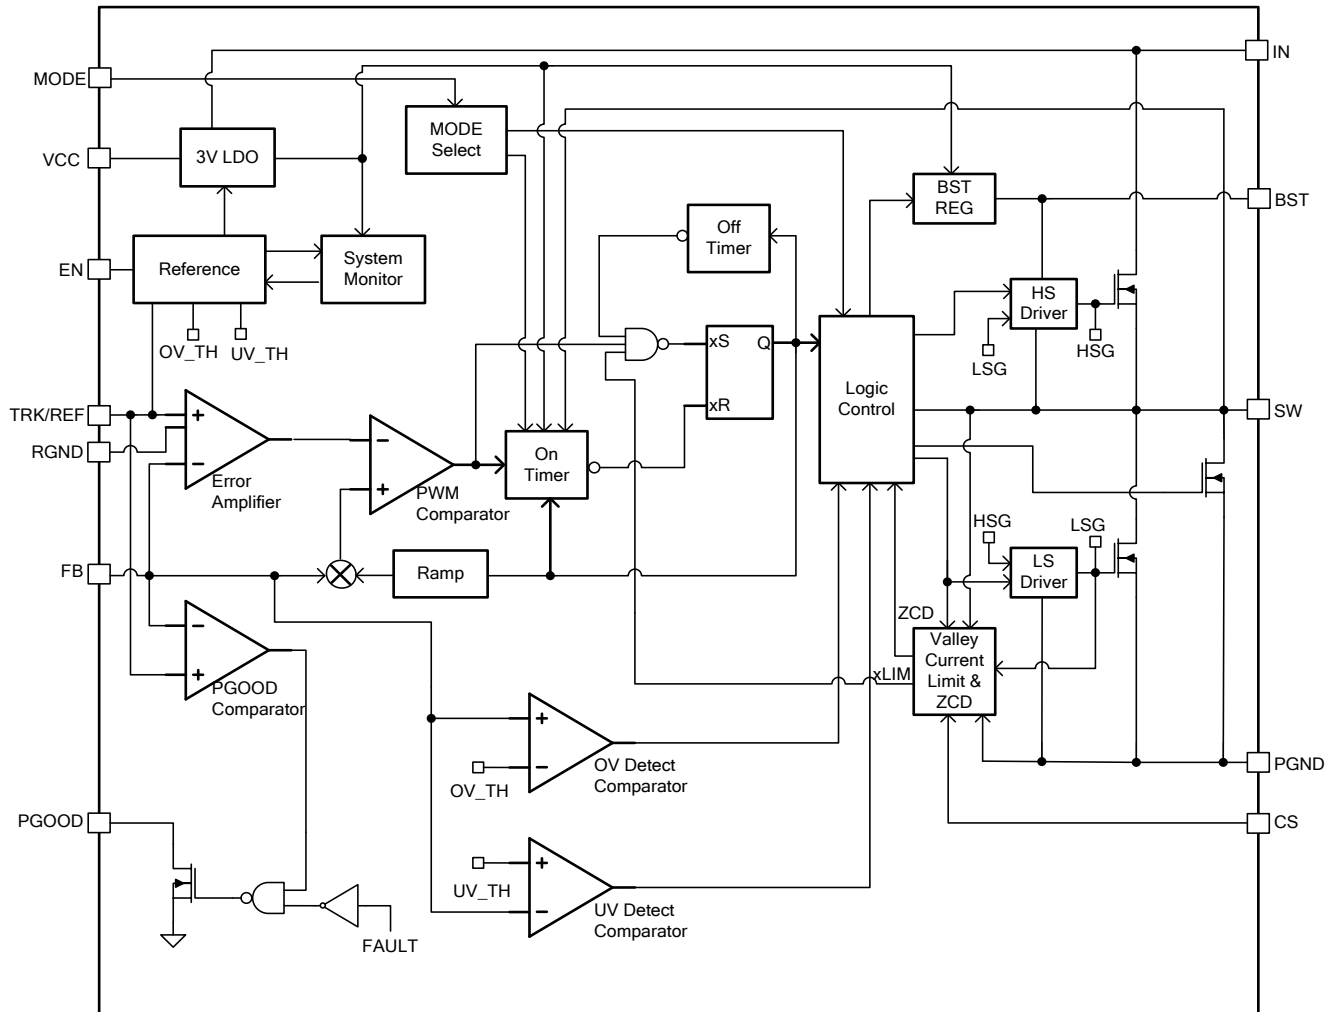 IN
MODE
MODE
Select
VCC
3V LDO
BST
REG
BST
Off
Timer
EN
Reference
System
Monitor
HS
Driver
OV_TH
UV_TH
xS
Q
LSG
HSG
Logic
Control
xR
TRK/REF
SW
RGND
+
−
Error
Amplifier
−
+
PWM
Comparator
On
Timer
HSG
LSG
FB
Ramp
LS
Driver
ZCD
−
+
PGOOD
Comparator
Valley
Current
Limit &
ZCD
xLIM
+
−
OV_TH
OV Detect
Comparator
PGND
PGOOD
CS
+
−
UV_TH
UV Detect
Comparator
FAULT